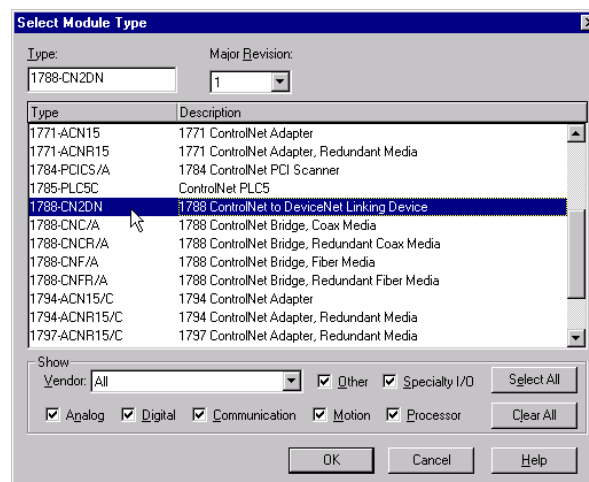 Select Module Type
Type: Major Revision:
1788-CN2DN 1
Type Description
1771-ACN15 1771 ControlNet Adapter
1771-ACNR15 1771 ControlNet Adapter, Redundant Media
1784-PCICS/A 1784 ControlNet PCI Scanner
1785-PLC5C ControlNet PLC5
1788-CN2DN 1788 ControlNet to DeviceNet Linking Device
1788-CNC/A 1788 ControlNet Bridge, Coax Media
1788-CNCR/A 1788 ControlNet Bridge, Redundant Coax Media
1788-CNF/A 1788 ControlNet Bridge, Fiber Media
1788-CNFR/A 1788 ControlNet Bridge, Redundant Fiber Media
1794-ACN15/C 1794 ControlNet Adapter
1794-ACNR15/C 1794 ControlNet Adapter, Redundant Media
1797-ACNR15/C 1797 ControlNet Adapter, Redundant Media
Show
Vendor: All Other Specialty I/O Select All
Analog Digital Communication Motion Processor Clear All
OK Cancel Help